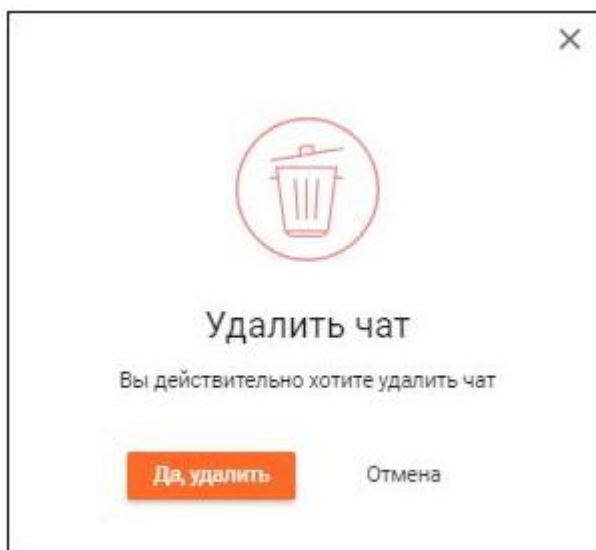 Удалить чат
Вы действительно хотите удалить чат
Да, удалить
Отмена